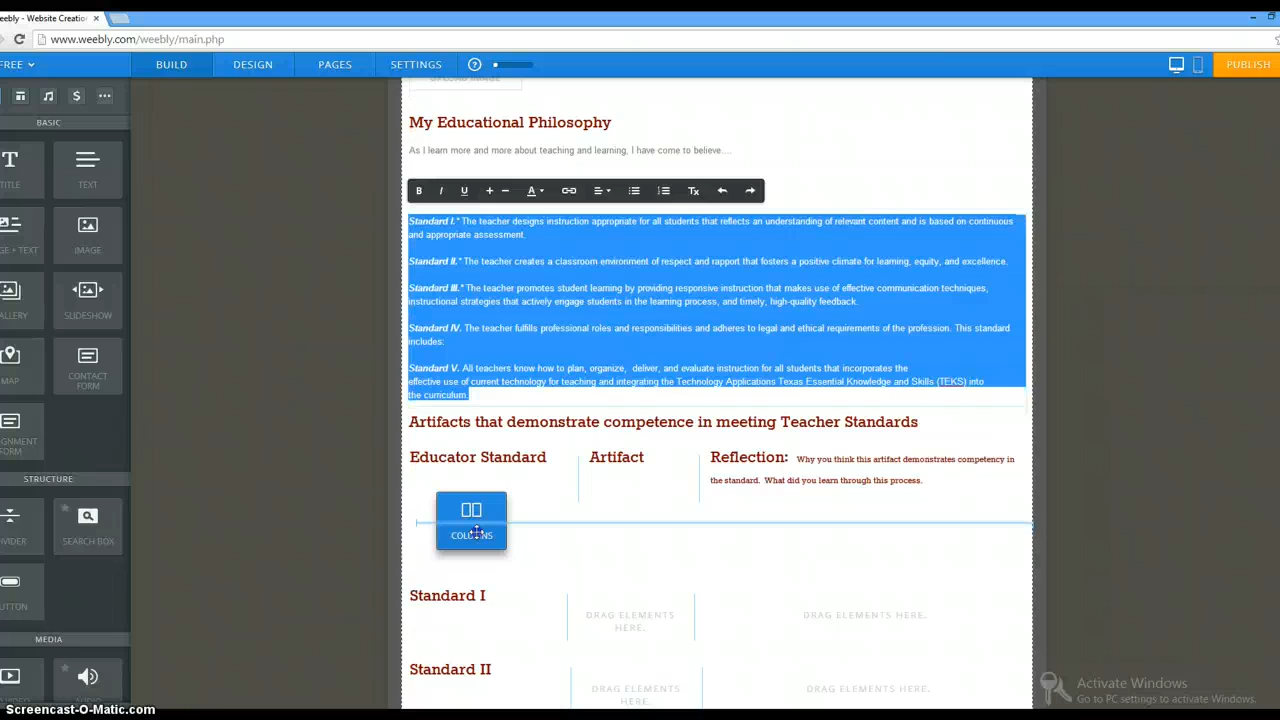 eebly - Website Creatio
www.weebly.com/weebly/main.php
FREE
BUILD
DESIGN
PAGES
SETTINGS
?
PUBLISH
UPLOAD IMAGE
BASIC
TITLE
TEXT
GE + TEXT
IMAGE
ALLERY
SLIDESHOW
MAP
CONTACT
FORM
IGNMENT
FORM
STRUCTURE
IVIDER
SEARCH BOX
UTTON
MEDIA
My Educational Philosophy
As I learn more and more about teaching and learning, I have come to believe....
B I U + − A Tx
Standard I.* The teacher designs instruction appropriate for all students that reflects an understanding of relevant content and is based on continuous
and appropriate assessment.
Standard II.* The teacher creates a classroom environment of respect and rapport that fosters a positive climate for learning, equity, and excellence.
Standard III.* The teacher promotes student learning by providing responsive instruction that makes use of effective communication techniques,
instructional strategies that actively engage students in the learning process, and timely, high-quality feedback.
Standard IV. The teacher fulfills professional roles and responsibilities and adheres to legal and ethical requirements of the profession. This standard
includes:
Standard V. All teachers know how to plan, organize, deliver, and evaluate instruction for all students that incorporates the
effective use of current technology for teaching and integrating the Technology Applications Texas Essential Knowledge and Skills (TEKS) into
the curriculum.
Artifacts that demonstrate competence in meeting Teacher Standards
Educator Standard
Artifact
Reflection: Why you think this artifact demonstrates competency in
the standard. What did you learn through this process.
COLUMNS
Standard I
DRAG ELEMENTS
HERE.
DRAG ELEMENTS HERE.
Standard II
DRAG ELEMENTS
HERE.
DRAG ELEMENTS HERE.
Activate Windows
Go to PC settings to activate Windows.
Screencast-O-Matic.com